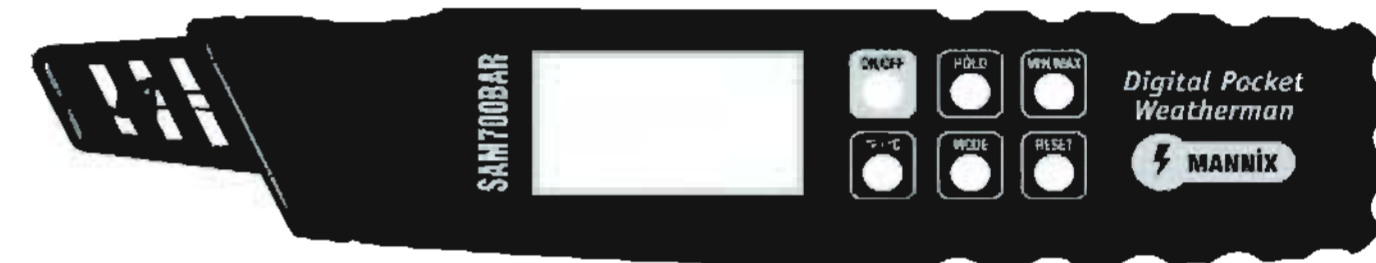 SAM700BAR
ON/OFF HOLD MIN/MAX
°F / °C MODE RESET
Digital Pocket
Weatherman
MANNIX